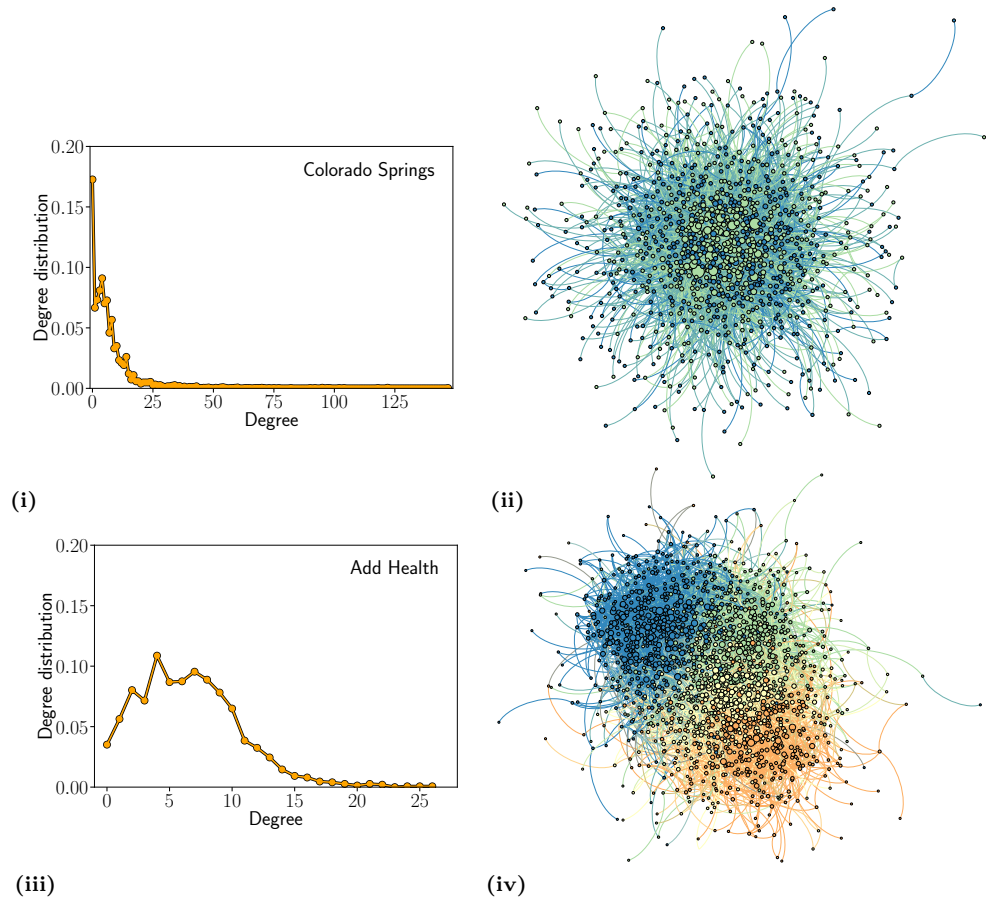 0.20
Colorado Springs
0.15
0.10
0.05
0.00
Degree distribution
0 25 50 75 100 125
Degree
(i)
(ii)
0.20
Add Health
0.15
0.10
0.05
0.00
Degree distribution
0 5 10 15 20 25
Degree
(iii)
(iv)